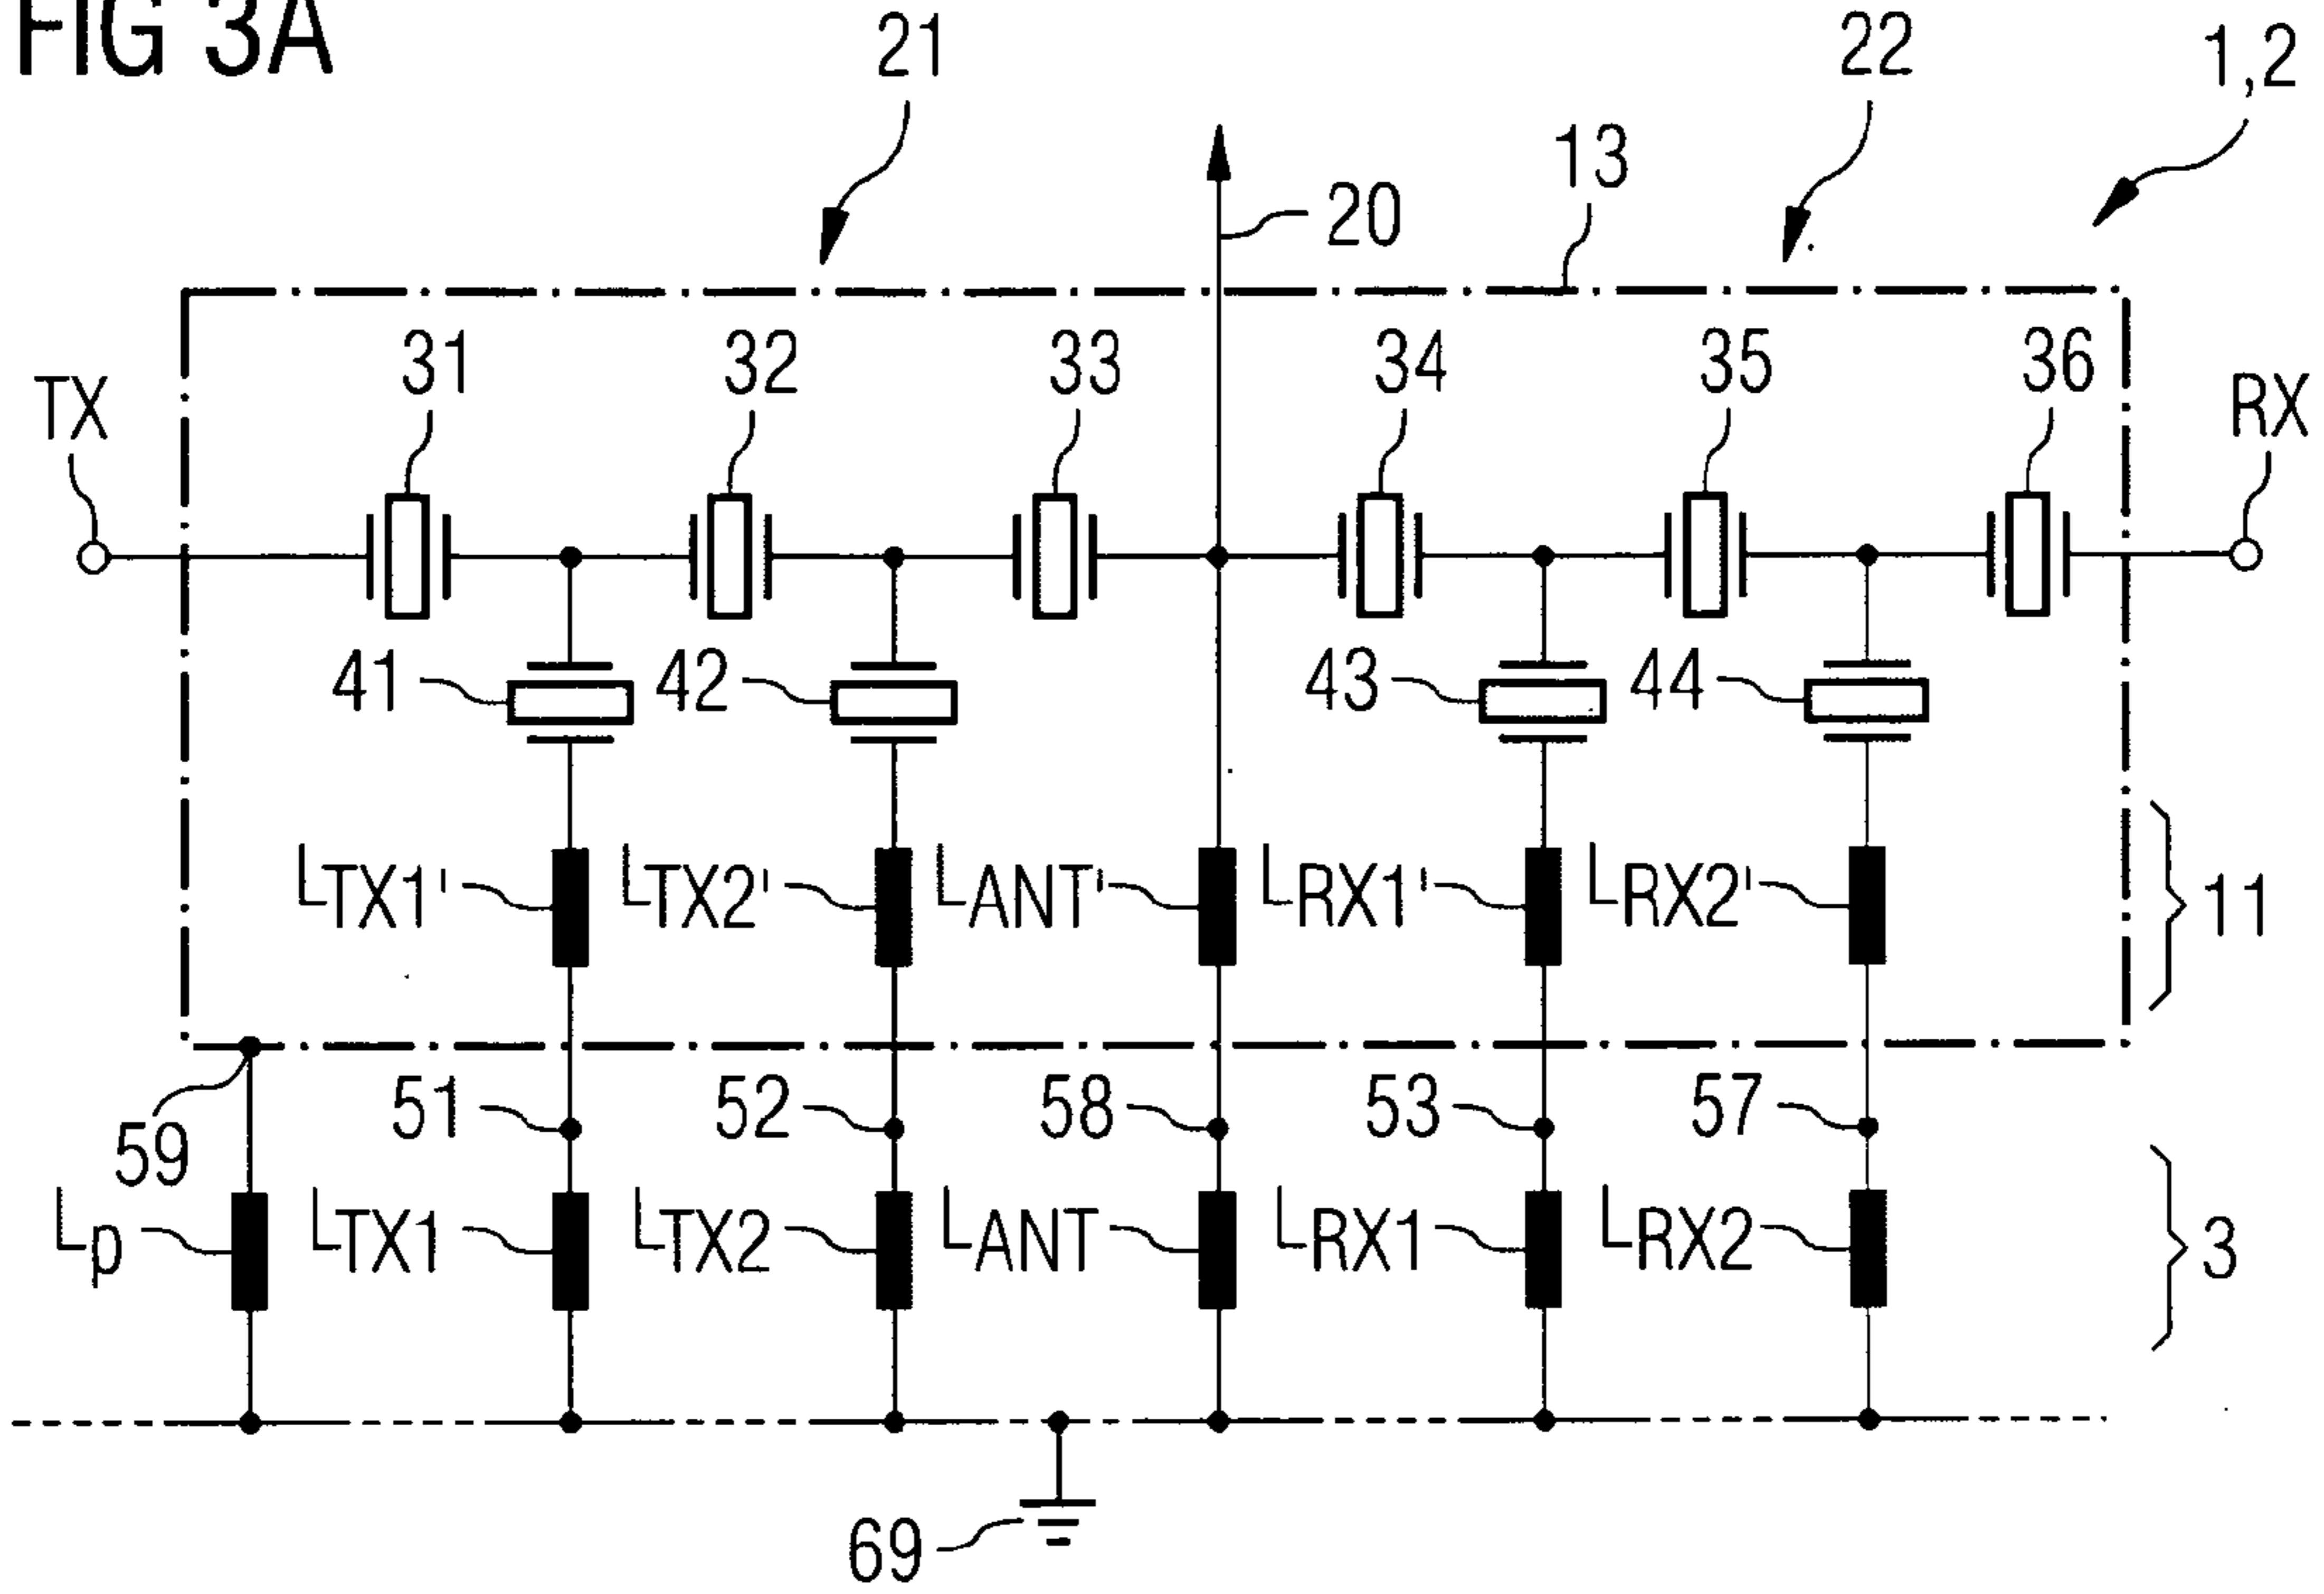 FIG 3A
21
22
1,2
13
20
31
32
33
34
35
36
TX
RX
41
42
43
44
LTX1'
LTX2'
LANT'
LRX1'
LRX2'
11
59
51
52
58
53
57
Lp
LTX1
LTX2
LANT
LRX1
LRX2
3
69